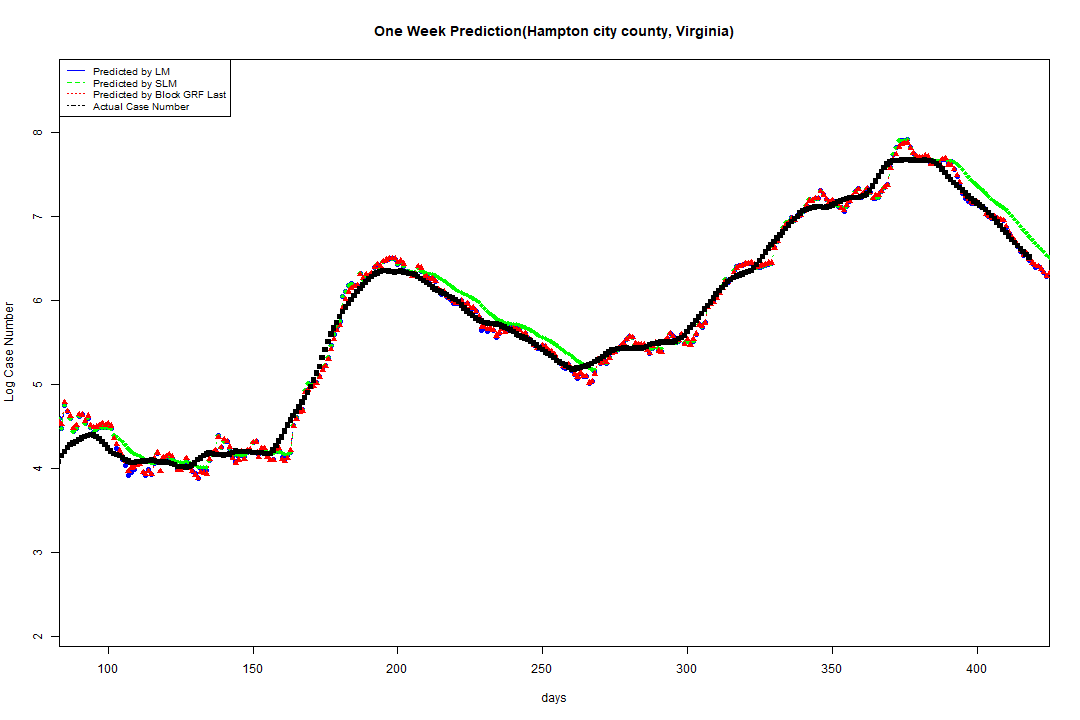 One Week Prediction(Hampton city county, Virginia)
Predicted by LM
Predicted by SLM
Predicted by Block GRF Last
Actual Case Number
8
7
6
5
4
3
2
Log Case Number
100 150 200 250 300 350 400
days